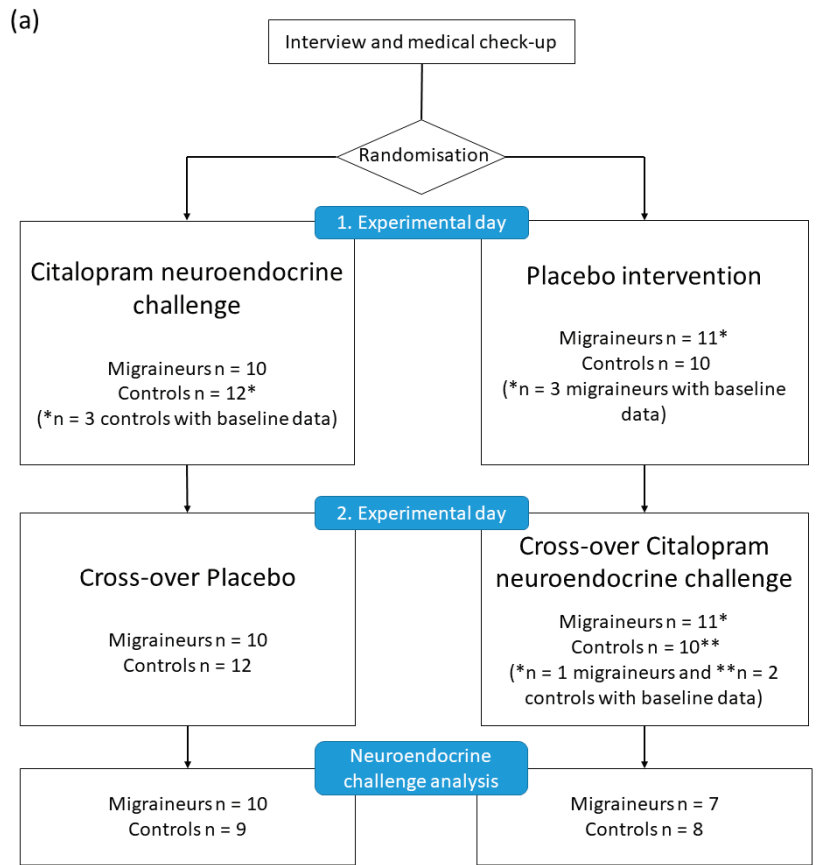 (a)
Interview and medical check-up
Randomisation
1. Experimental day
Citalopram neuroendocrine
challenge
Migraineurs n = 10
Controls n = 12*
(*n = 3 controls with baseline data)
Placebo intervention
Migraineurs n = 11*
Controls n = 10
(*n = 3 migraineurs with baseline
data)
2. Experimental day
Cross-over Placebo
Migraineurs n = 10
Controls n = 12
Cross-over Citalopram
neuroendocrine challenge
Migraineurs n = 11*
Controls n = 10**
(*n = 1 migraineurs and **n = 2
controls with baseline data)
Neuroendocrine
challenge analysis
Migraineurs n = 10
Controls n = 9
Migraineurs n = 7
Controls n = 8